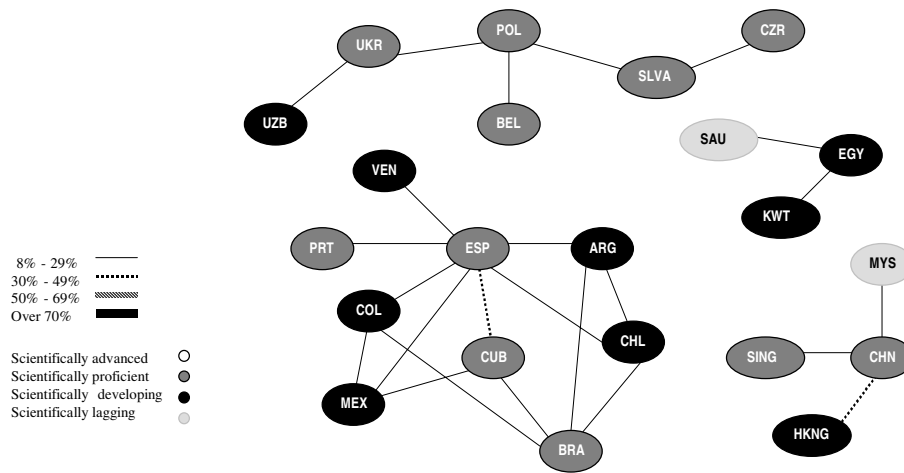 POL
CZR
UKR
SLVA
UZB
BEL
SAU
EGY
VEN
KWT
PRT
ESP
ARG
MYS
8% - 29%
30% - 49%
50% - 69%
Over 70%
COL
CHL
CUB
SING
CHN
Scientifically advanced
Scientifically proficient
Scientifically developing
Scientifically lagging
MEX
HKNG
BRA